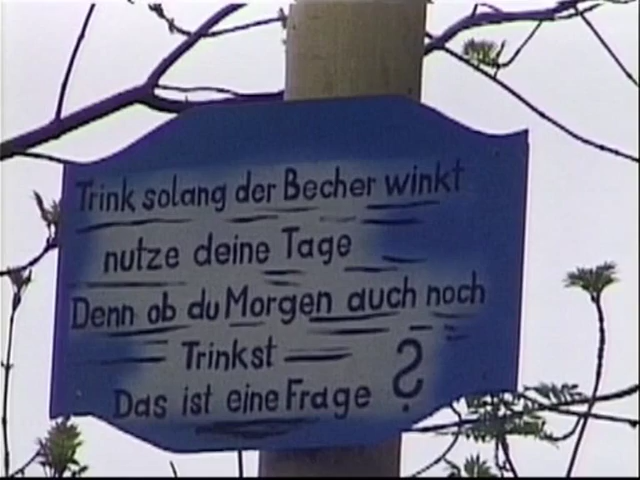 Trink solang der Becher winkt
nutze deine Tage
Denn ob du Morgen auch noch
Trinkst
Das ist eine Frage ?